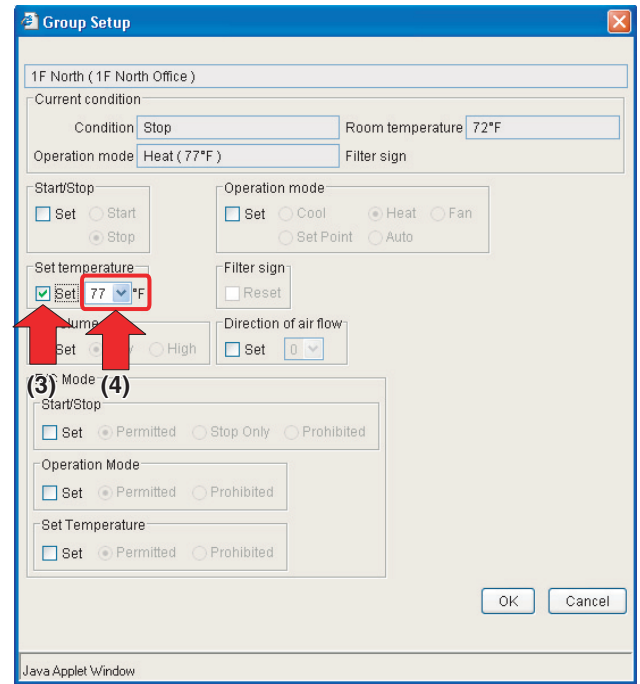 Group Setup
1F North ( 1F North Office )
Current condition
Condition Stop Room temperature 72°F
Operation mode Heat ( 77°F ) Filter sign
Start/Stop Operation mode
Set Start Set Cool Heat Fan
Stop Set Point Auto
Set temperature Filter sign
Set 77 °F Reset
Direction of air flow
Set High Set 0
(3) Mode (4)
Start/Stop
Set Permitted Stop Only Prohibited
Operation Mode
Set Permitted Prohibited
Set Temperature
Set Permitted Prohibited
OK Cancel
Java Applet Window